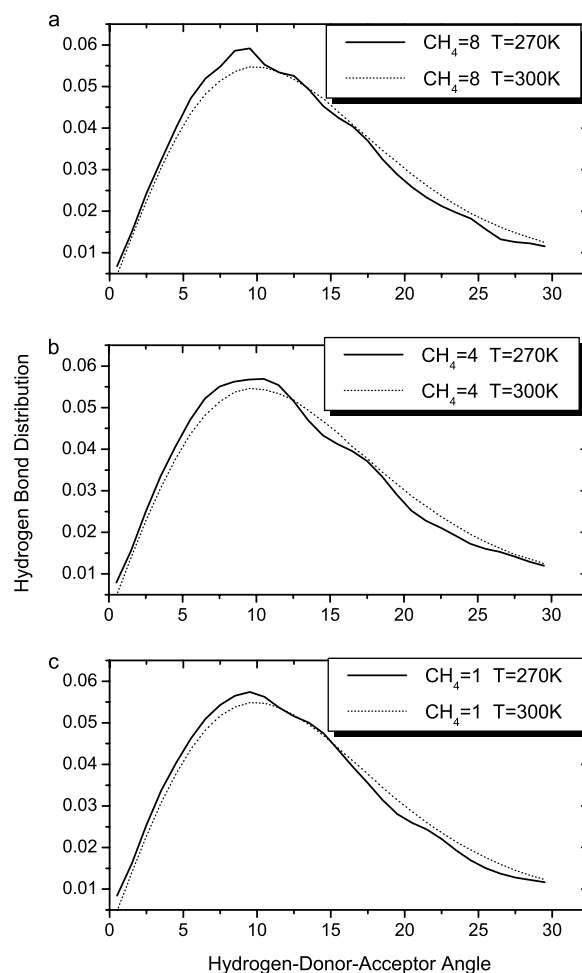 a
CH₄=8 T=270K
CH₄=8 T=300K
0.06
0.05
0.04
0.03
0.02
0.01
0 5 10 15 20 25 30
b
CH₄=4 T=270K
CH₄=4 T=300K
0.06
0.05
0.04
0.03
0.02
0.01
0 5 10 15 20 25 30
Hydrogen Bond Distribution
c
CH₄=1 T=270K
CH₄=1 T=300K
0.06
0.05
0.04
0.03
0.02
0.01
0 5 10 15 20 25 30
Hydrogen-Donor-Acceptor Angle